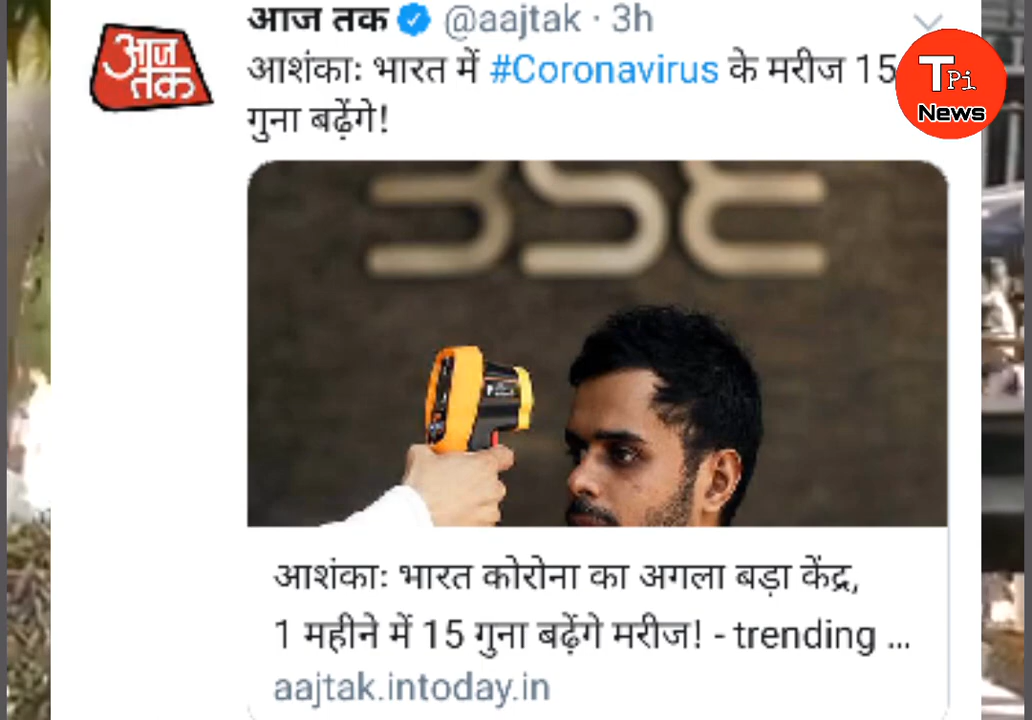 आज तक @aajtak · 3h
आज
तक
आशंका: भारत में #Coronavirus के मरीज 15
गुना बढ़ेंगे!
TPi
News
BSE
आशंका: भारत कोरोना का अगला बड़ा केंद्र,
1 महीने में 15 गुना बढ़ेंगे मरीज! - trending ...
aajtak.intoday.in